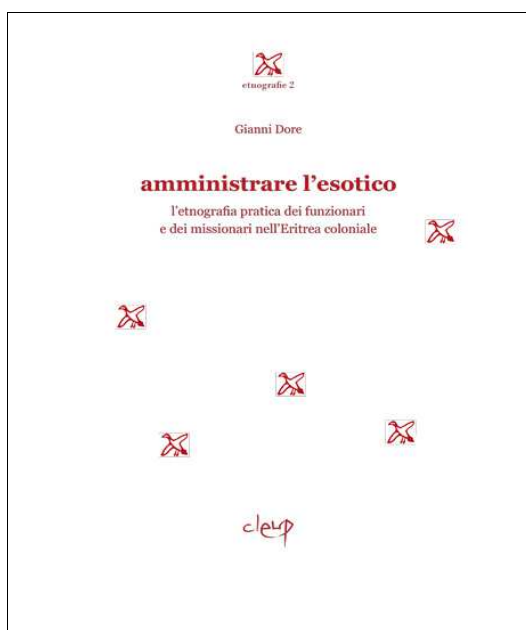 etnografie 2
Gianni Dore
amministrare l'esotico
l'etnografia pratica dei funzionari
e dei missionari nell'Eritrea coloniale
cleup